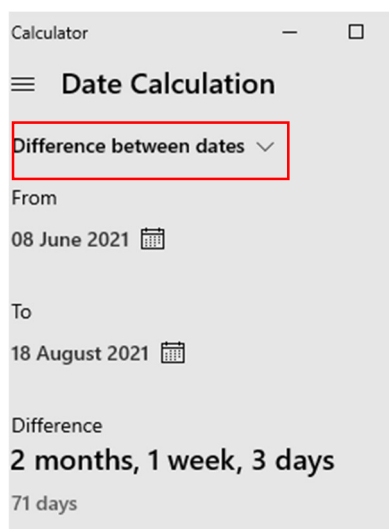 Calculator
Date Calculation
Difference between dates
From
08 June 2021
To
18 August 2021
Difference
2 months, 1 week, 3 days
71 days